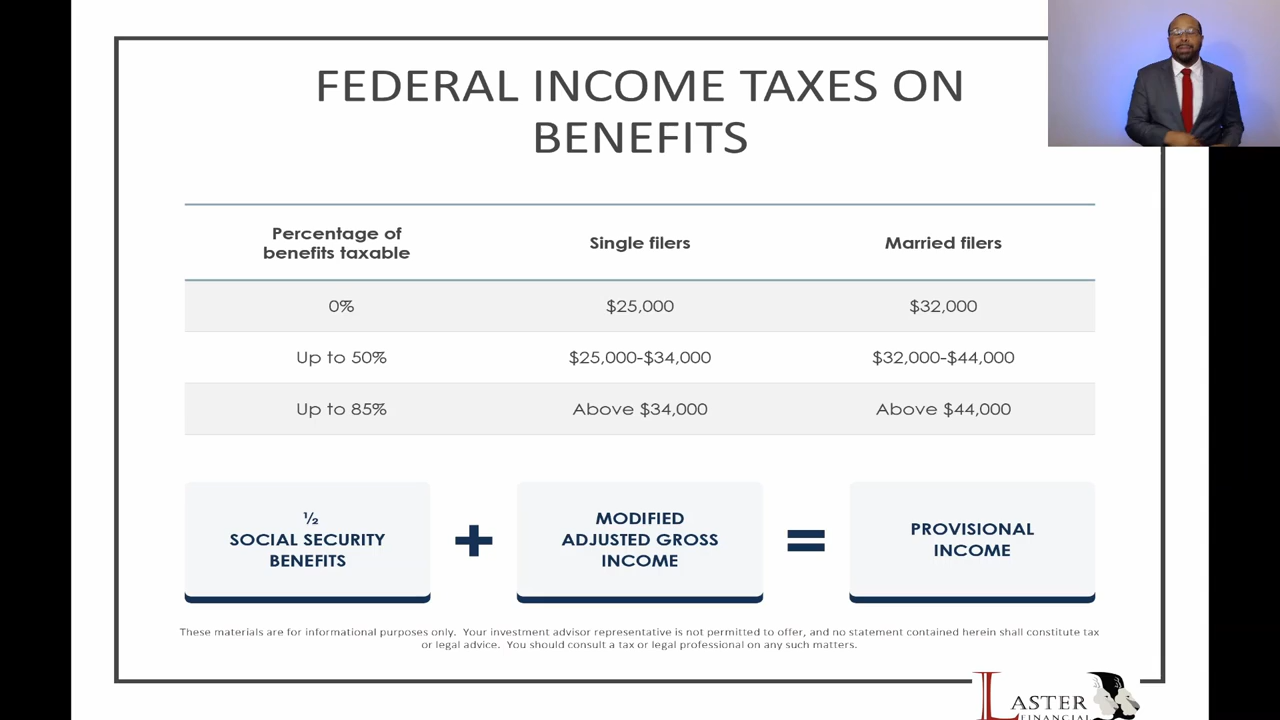 FEDERAL INCOME TAXES ON
BENEFITS
Percentage of
benefits taxable
Single filers
Married filers
0%
$25,000
$32,000
Up to 50%
$25,000-$34,000
$32,000-$44,000
Up to 85%
Above $34,000
Above $44,000
½
SOCIAL SECURITY
BENEFITS
+
MODIFIED
ADJUSTED GROSS
INCOME
=
PROVISIONAL
INCOME
These materials are for informational purposes only. Your investment advisor representative is not permitted to offer, and no statement contained herein shall constitute tax
or legal advice. You should consult a tax or legal professional on any such matters.
LASTER
FINANCIAL